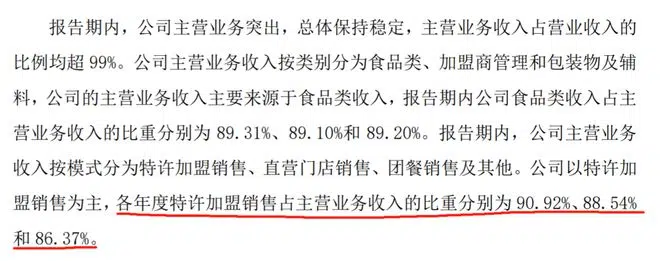 报告期内，公司主营业务突出，总体保持稳定，主营业务收入占营业收入的
比例均超 99%。公司主营业务收入按类别分为食品类、加盟商管理和包装物及辅
料，公司的主营业务收入主要来源于食品类收入，报告期内公司食品类收入占主
营业务收入的比重分别为 89.31%、89.10%和 89.20%。报告期内，公司主营业务
收入按模式分为特许加盟销售、直营门店销售、团餐销售及其他。公司以特许加
盟销售为主，各年度特许加盟销售占主营业务收入的比重分别为 90.92%、88.54%
和 86.37%。